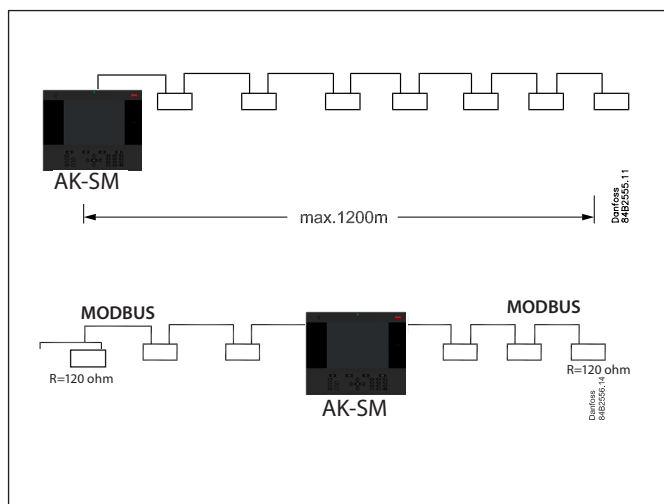 AK-SM
max.1200m
Danfoss
84B2555.11
MODBUS
MODBUS
R=120 ohm
R=120 ohm
AK-SM
Danfoss
84B2556.14